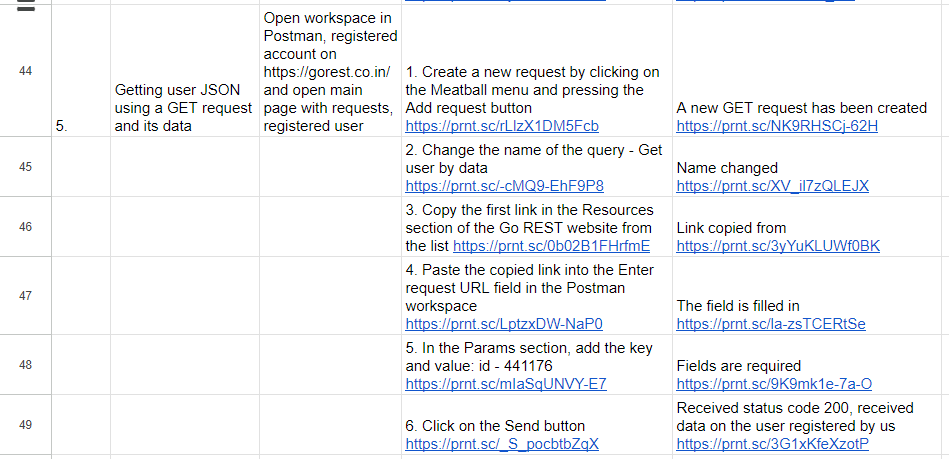 44
5.
Getting user JSON
using a GET request
and its data
Open workspace in
Postman, registered
account on
https://gorest.co.in/
and open main
page with requests,
registered user
1. Create a new request by clicking on
the Meatball menu and pressing the
Add request button
https://prnt.sc/rLlzX1DM5Fcb
A new GET request has been created
https://prnt.sc/NK9RHSCj-62H
45
2. Change the name of the query - Get
user by data
https://prnt.sc/-cMQ9-EhF9P8
Name changed
https://prnt.sc/XV_iI7zQLEJX
46
3. Copy the first link in the Resources
section of the Go REST website from
the list https://prnt.sc/0b02B1FHrfmE
Link copied from
https://prnt.sc/3yYuKLUWf0BK
47
4. Paste the copied link into the Enter
request URL field in the Postman
workspace
https://prnt.sc/LptzxDW-NaP0
The field is filled in
https://prnt.sc/Ia-zsTCERtSe
48
5. In the Params section, add the key
and value: id - 441176
https://prnt.sc/mIaSqUNVY-E7
Fields are required
https://prnt.sc/9K9mk1e-7a-O
49
6. Click on the Send button
https://prnt.sc/_S_pocbtbZqX
Received status code 200, received
data on the user registered by us
https://prnt.sc/3G1xKfeXzotP